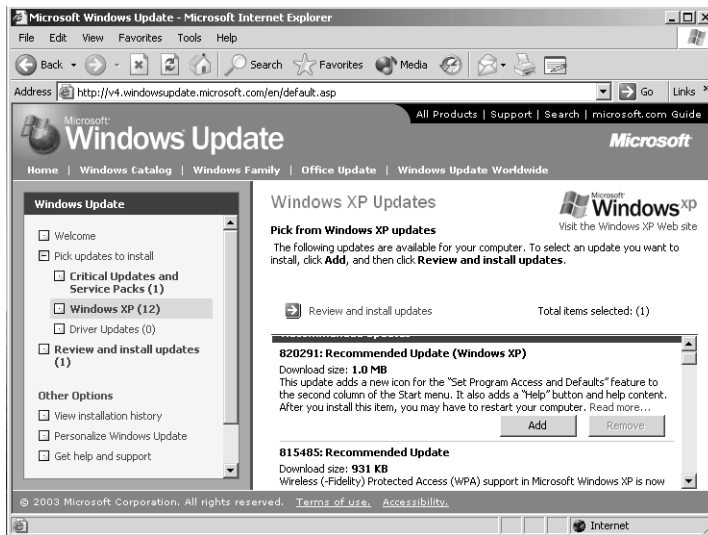 Microsoft Windows Update - Microsoft Internet Explorer
File Edit View Favorites Tools Help
Back Search Favorites Media
Address http://v4.windowsupdate.microsoft.com/en/default.asp Go Links »
All Products | Support | Search | microsoft.com Guide
Microsoft
Windows Update
Microsoft
Home | Windows Catalog | Windows Family | Office Update | Windows Update Worldwide
Windows Update
Welcome
Pick updates to install
Critical Updates and
Service Packs (1)
Windows XP (12)
Driver Updates (0)
Review and install updates
(1)
Other Options
View installation history
Personalize Windows Update
Get help and support
Windows XP Updates
Microsoft
Windows xp
Visit the Windows XP Web site
Pick from Windows XP updates
The following updates are available for your computer. To select an update you want to
install, click Add, and then click Review and install updates.
Review and install updates Total items selected: (1)
Recommended Updates
820291: Recommended Update (Windows XP)
Download size: 1.0 MB
This update adds a new icon for the "Set Program Access and Defaults" feature to
the second column of the Start menu. It also adds a "Help" button and help content.
After you install this item, you may have to restart your computer. Read more...
Add Remove
815485: Recommended Update
Download size: 931 KB
Wireless (-Fidelity) Protected Access (WPA) support in Microsoft Windows XP is now
© 2003 Microsoft Corporation. All rights reserved. Terms of use. Accessibility.
Internet